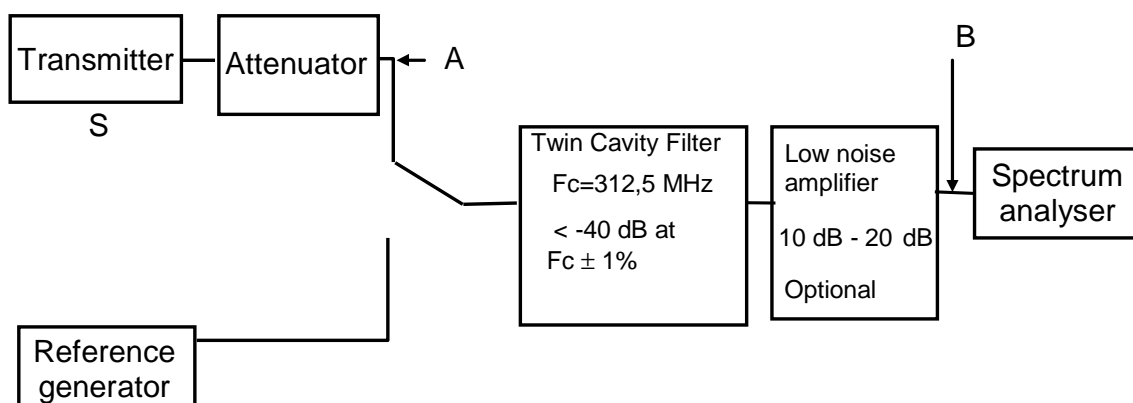 Transmitter
S
Attenuator
A
Twin Cavity Filter
Fc=312,5 MHz
< -40 dB at
Fc ± 1%
Low noise
amplifier
10 dB - 20 dB
Optional
B
Spectrum
analyser
Reference
generator